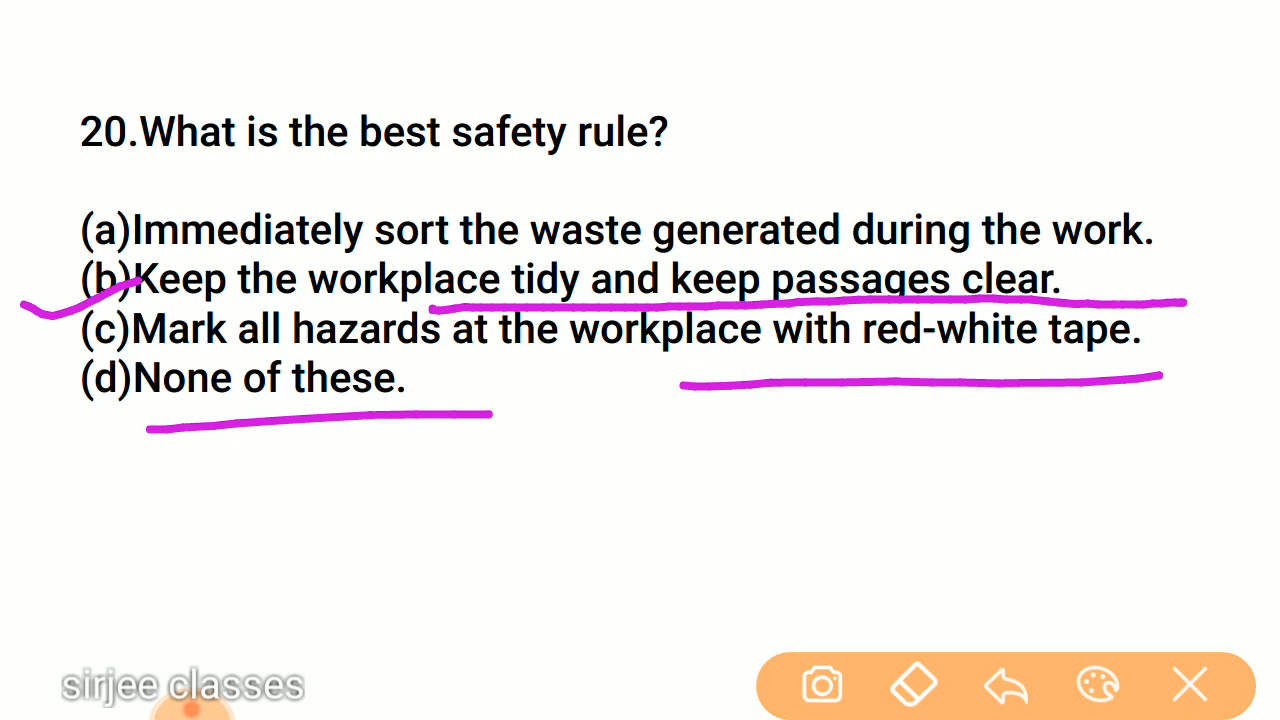 20.What is the best safety rule?
(a)Immediately sort the waste generated during the work.
(b)Keep the workplace tidy and keep passages clear.
(c)Mark all hazards at the workplace with red-white tape.
(d)None of these.
sirjee classes